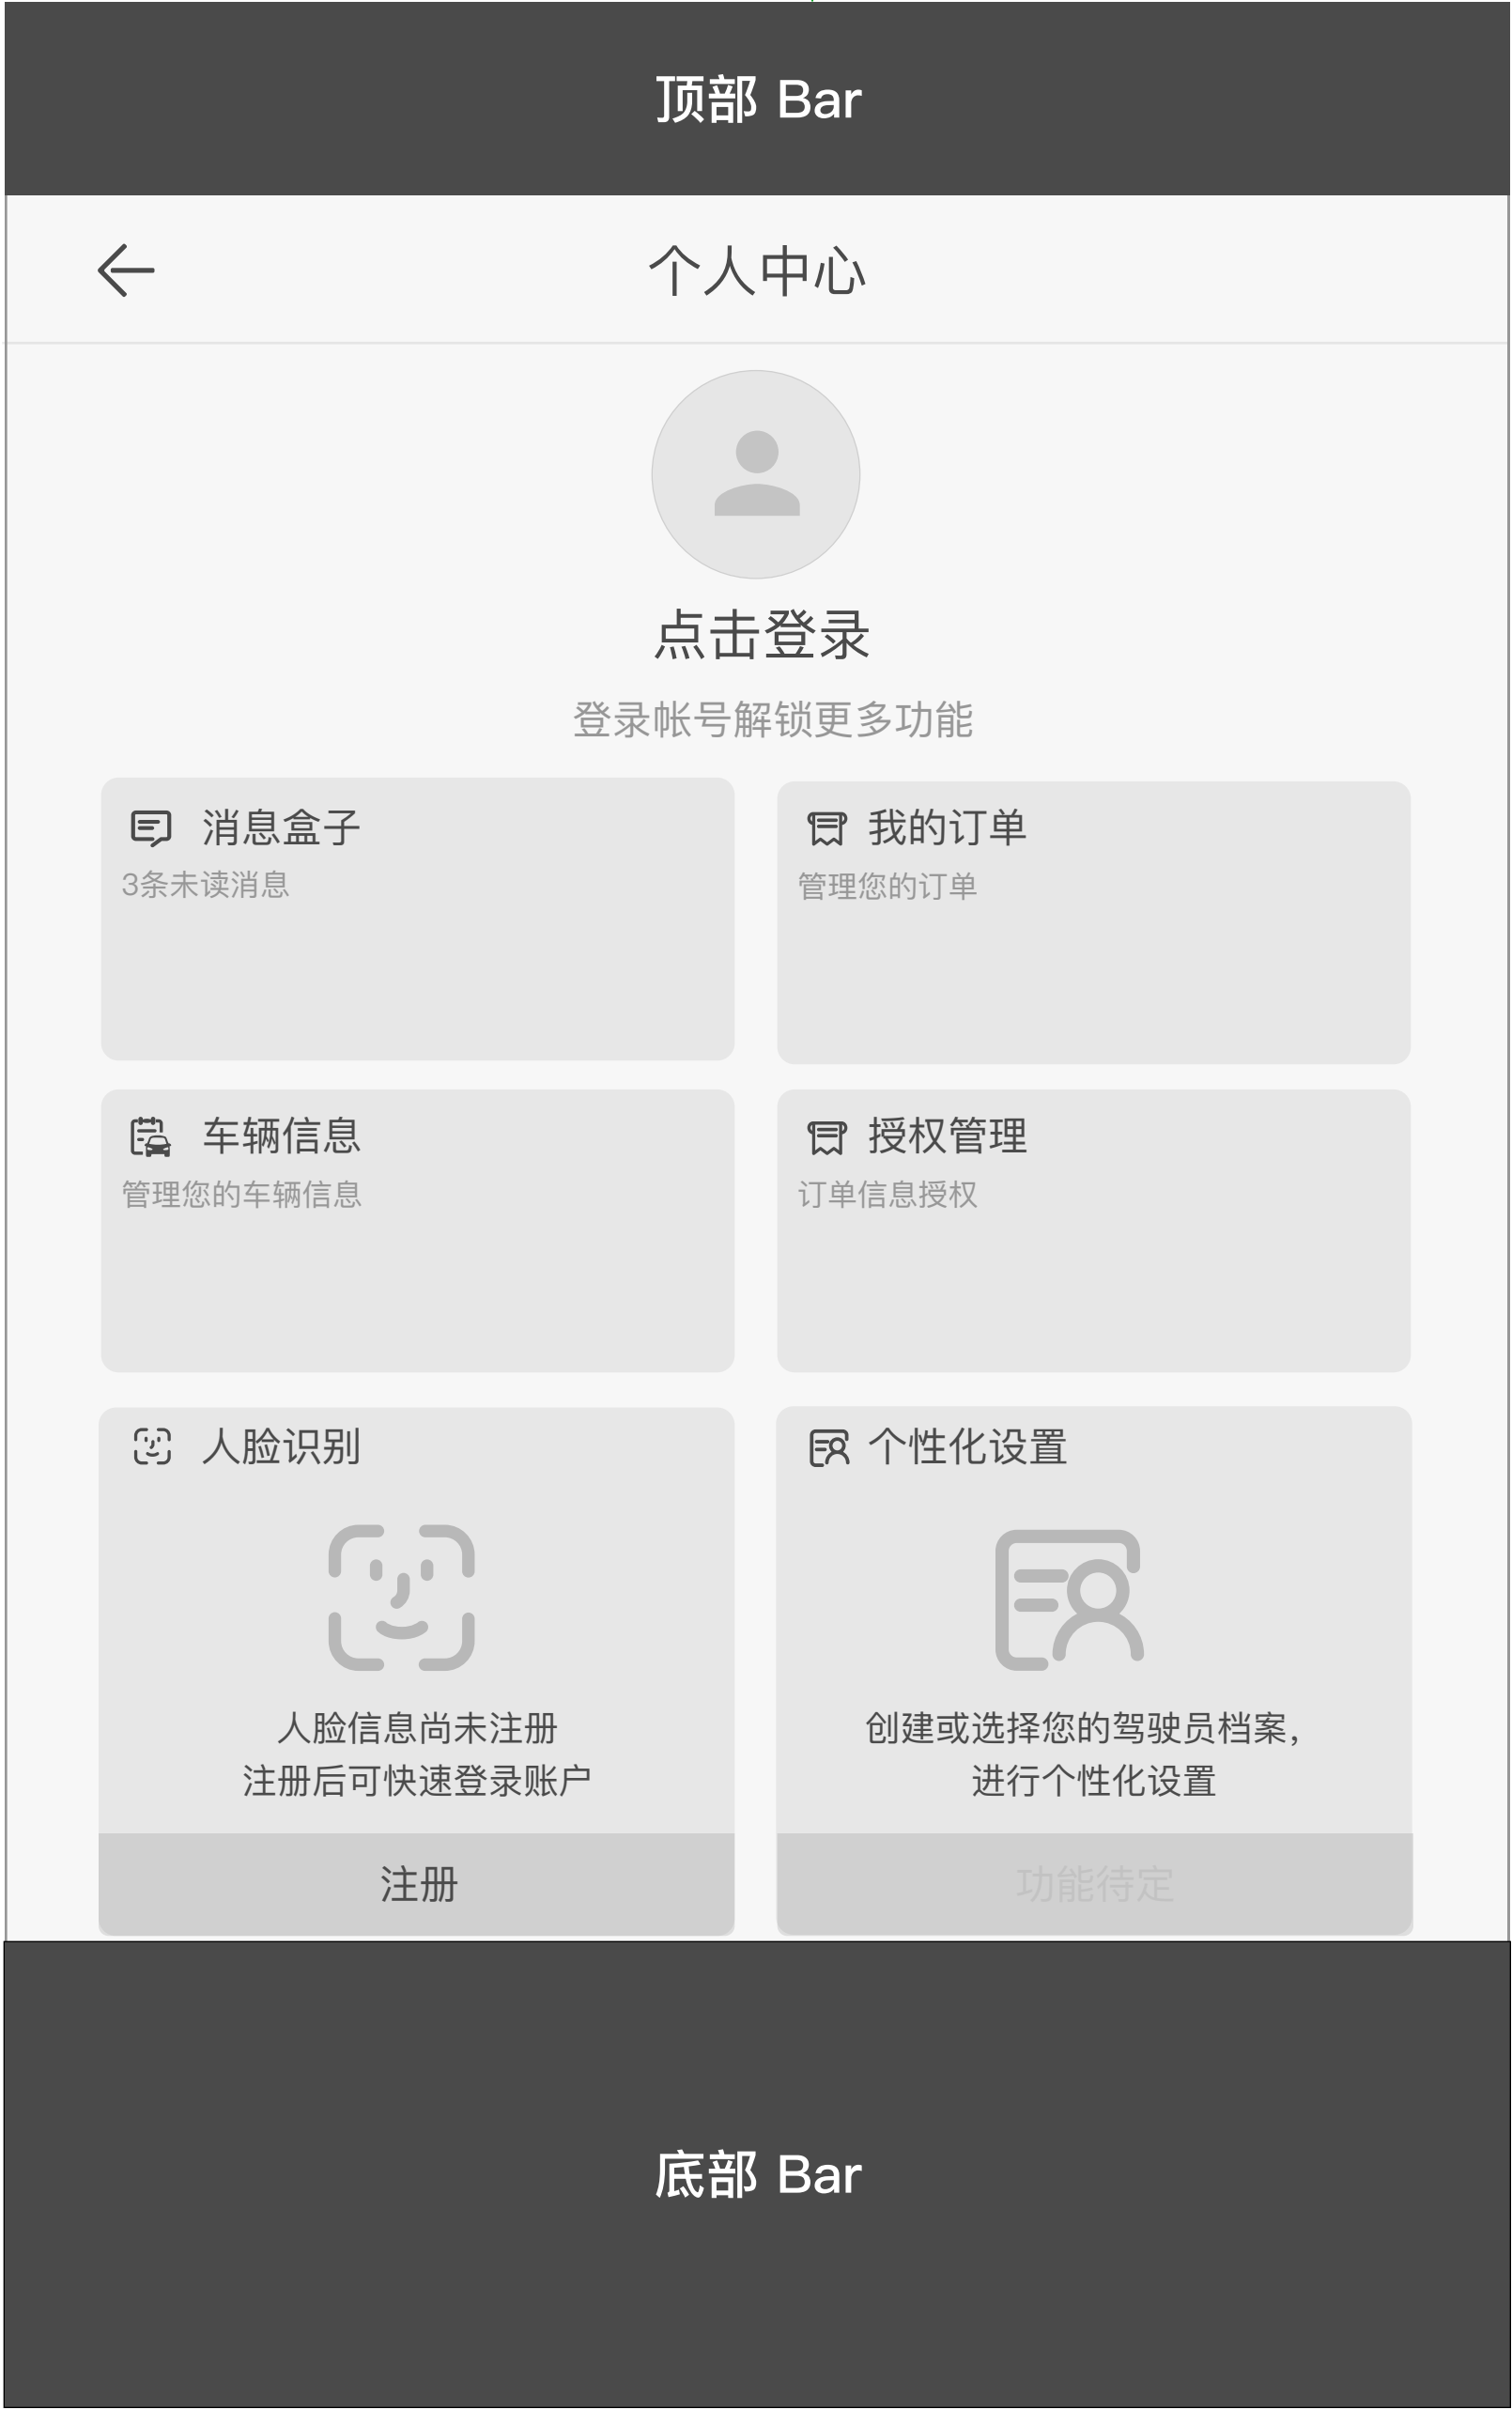 顶部 Bar
个人中心
点击登录
登录帐号解锁更多功能
消息盒子
3条未读消息
我的订单
管理您的订单
车辆信息
管理您的车辆信息
授权管理
订单信息授权
人脸识别
人脸信息尚未注册
注册后可快速登录账户
注册
个性化设置
创建或选择您的驾驶员档案，
进行个性化设置
功能待定
底部 Bar